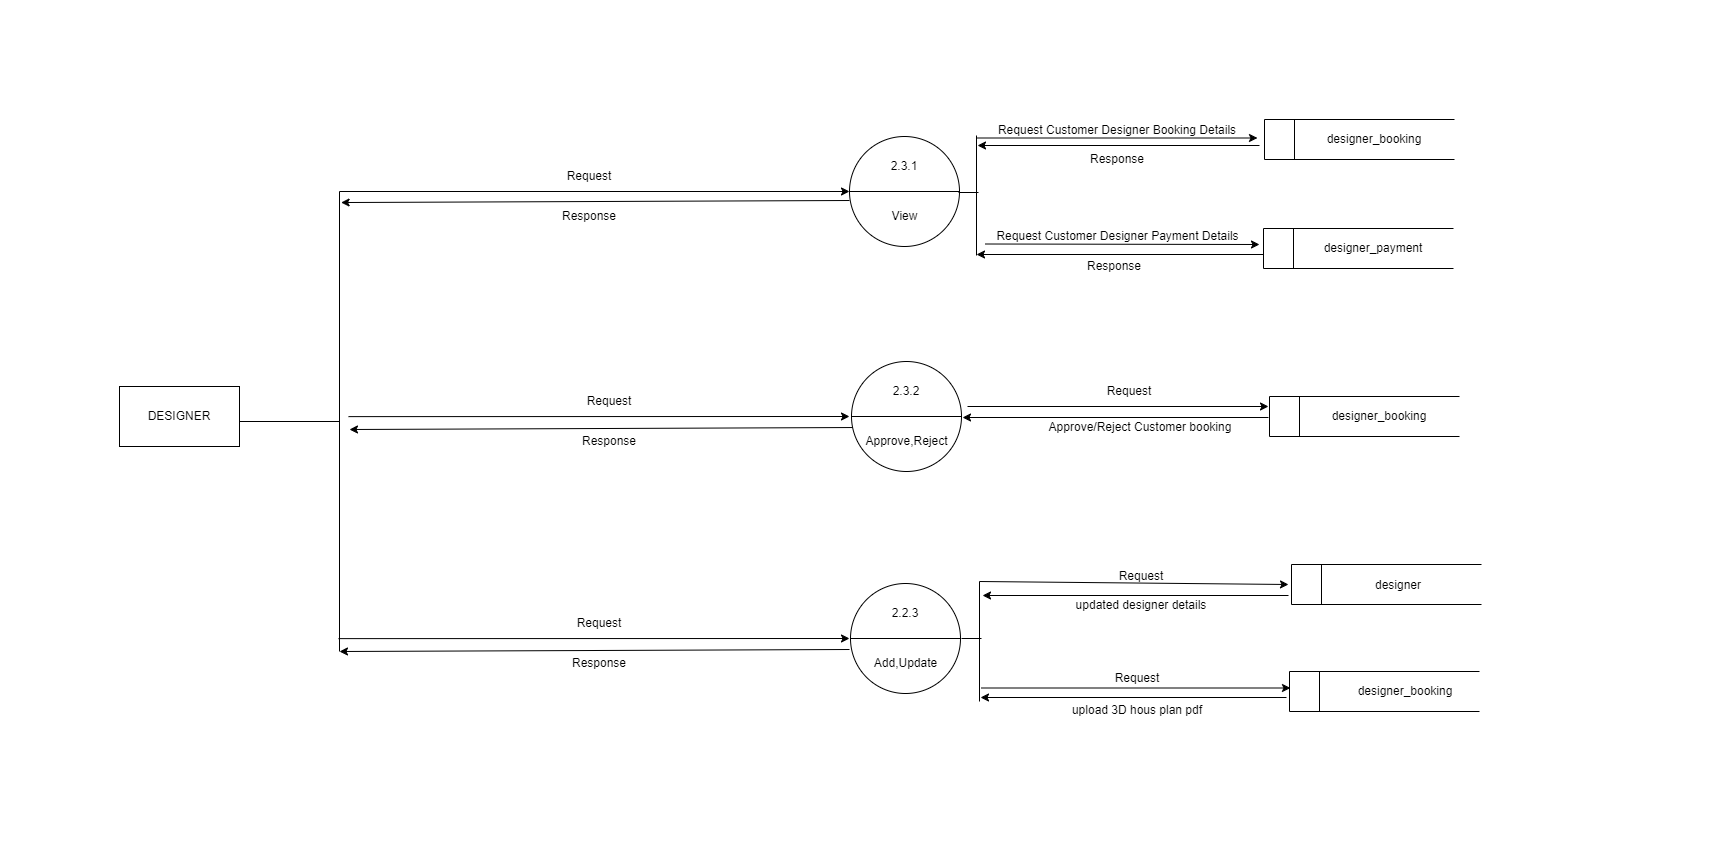 Request Customer Designer Booking Details
designer_booking
Response
2.3.1
Request
View
Response
Request Customer Designer Payment Details
designer_payment
Response
DESIGNER
Request
Response
2.3.2
Approve,Reject
Request
Approve/Reject Customer booking
designer_booking
Request
Response
2.2.3
Add,Update
Request
updated designer details
designer
Request
upload 3D hous plan pdf
designer_booking